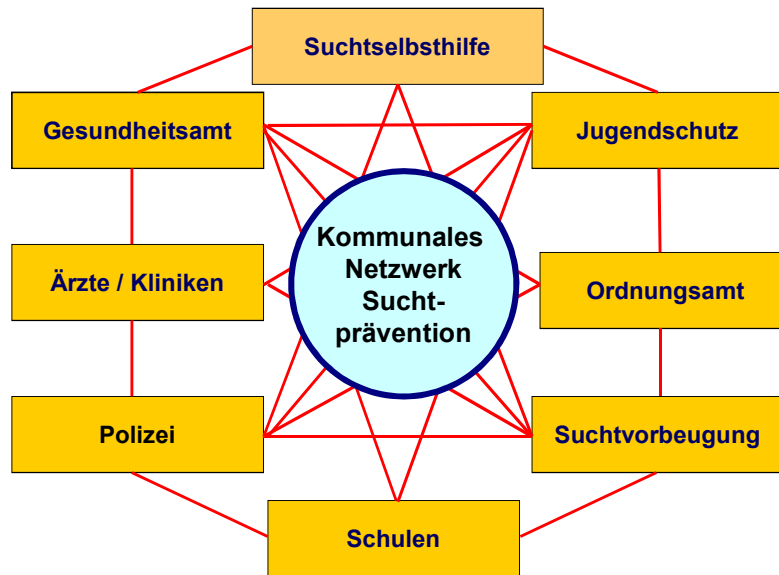 Suchtselbsthilfe
Gesundheitsamt
Jugendschutz
Kommunales
Netzwerk
Sucht-
prävention
Ärzte / Kliniken
Ordnungsamt
Polizei
Suchtvorbeugung
Schulen